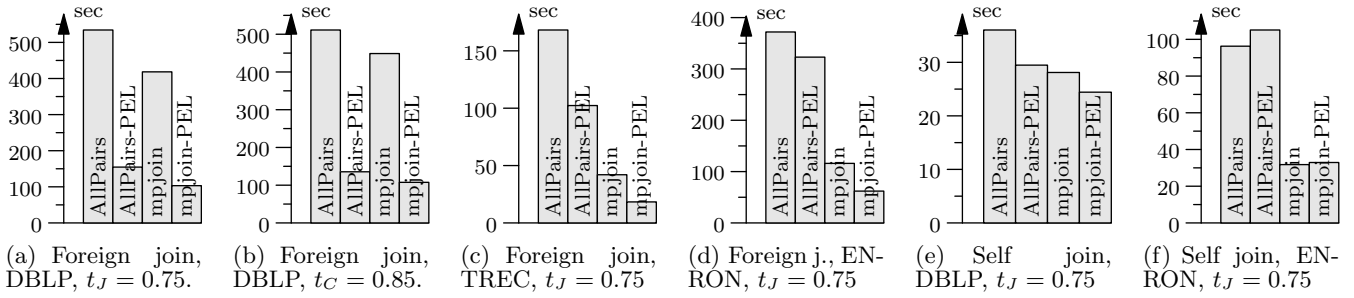 sec
500
400
300
200
100
0
AllPairs
AllPairs-PEL
mpjoin
mpjoin-PEL
(a) Foreign join,
DBLP, t_J = 0.75.
sec
500
400
300
200
100
0
AllPairs
AllPairs-PEL
mpjoin
mpjoin-PEL
(b) Foreign join,
DBLP, t_C = 0.85.
sec
150
100
50
0
AllPairs
AllPairs-PEL
mpjoin
mpjoin-PEL
(c) Foreign join,
TREC, t_J = 0.75
sec
400
300
200
100
0
AllPairs
AllPairs-PEL
mpjoin
mpjoin-PEL
(d) Foreign j., EN-
RON, t_J = 0.75
sec
30
20
10
0
AllPairs
AllPairs-PEL
mpjoin
mpjoin-PEL
(e) Self join,
DBLP, t_J = 0.75
sec
100
80
60
40
20
0
AllPairs
AllPairs-PEL
mpjoin
mpjoin-PEL
(f) Self join, EN-
RON, t_J = 0.75